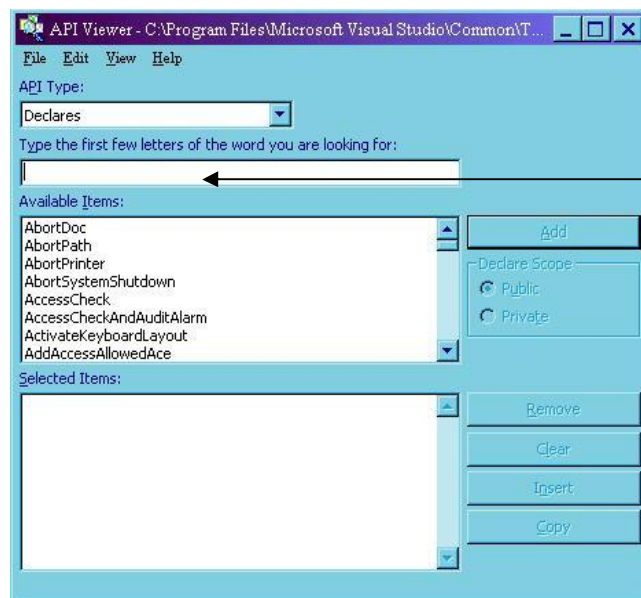 API Viewer - C:\Program Files\Microsoft Visual Studio\Common\T...
File Edit View Help
API Type:
Declares
Type the first few letters of the word you are looking for:
Available Items:
AbortDoc
AbortPath
AbortPrinter
AbortSystemShutdown
AccessCheck
AccessCheckAndAuditAlarm
ActivateKeyboardLayout
AddAccessAllowedAce
Add
Declare Scope
Public
Private
Selected Items:
Remove
Clear
Insert
Copy